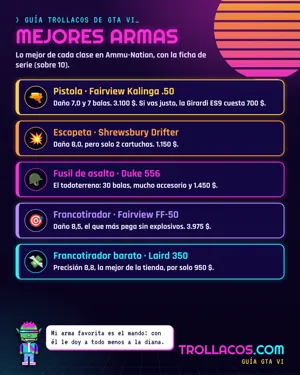 > GUÍA TROLLACOS DE GTA VI_
MEJORES ARMAS
Lo mejor de cada clase en Ammu-Nation, con la ficha de
serie (sobre 10).
Pistola · Fairview Kalinga .50
Daño 7,0 y 7 balas. 3.100 $. Si vas justo, la Girardi ES9 cuesta 700 $.
Escopeta · Shrewsbury Drifter
Daño 8,0, pero solo 2 cartuchos. 1.150 $.
Fusil de asalto · Duke 556
El todoterreno: 30 balas, mucho accesorio y 1.450 $.
Francotirador · Fairview FF-50
Daño 8,5, el que más pega sin explosivos. 3.975 $.
Francotirador barata · Laird 350
Precisión 8,8, la mejor de la tienda, por solo 950 $.
Mi arma favorita es el mando: con
él le doy a todo menos a la diana.
TROLLACOS.COM
GUÍA GTA VI